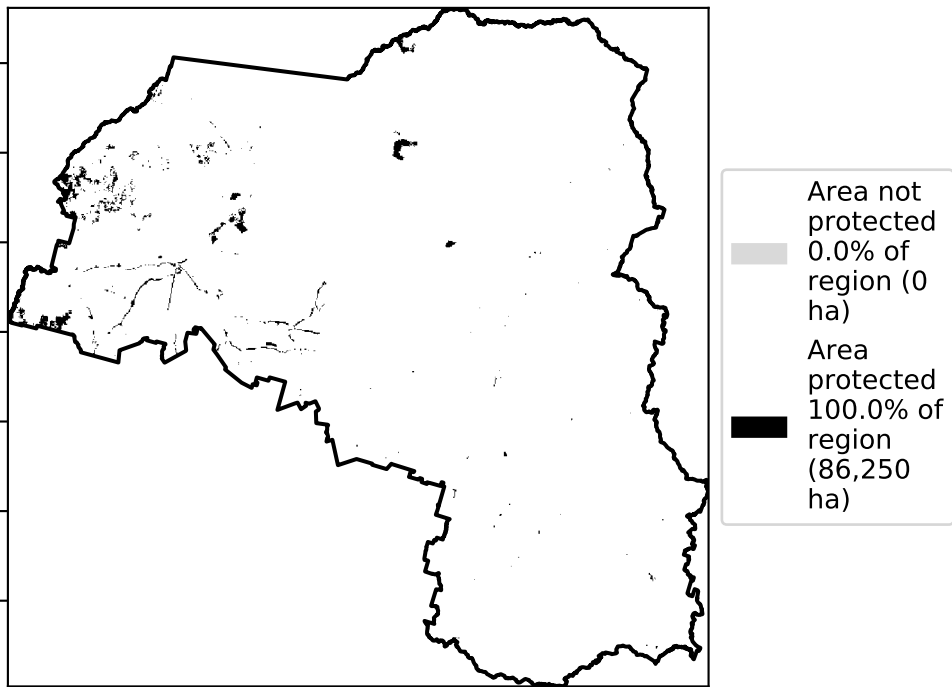 Area not
protected
0.0% of
region (0
ha)
Area
protected
100.0% of
region
(86,250
ha)